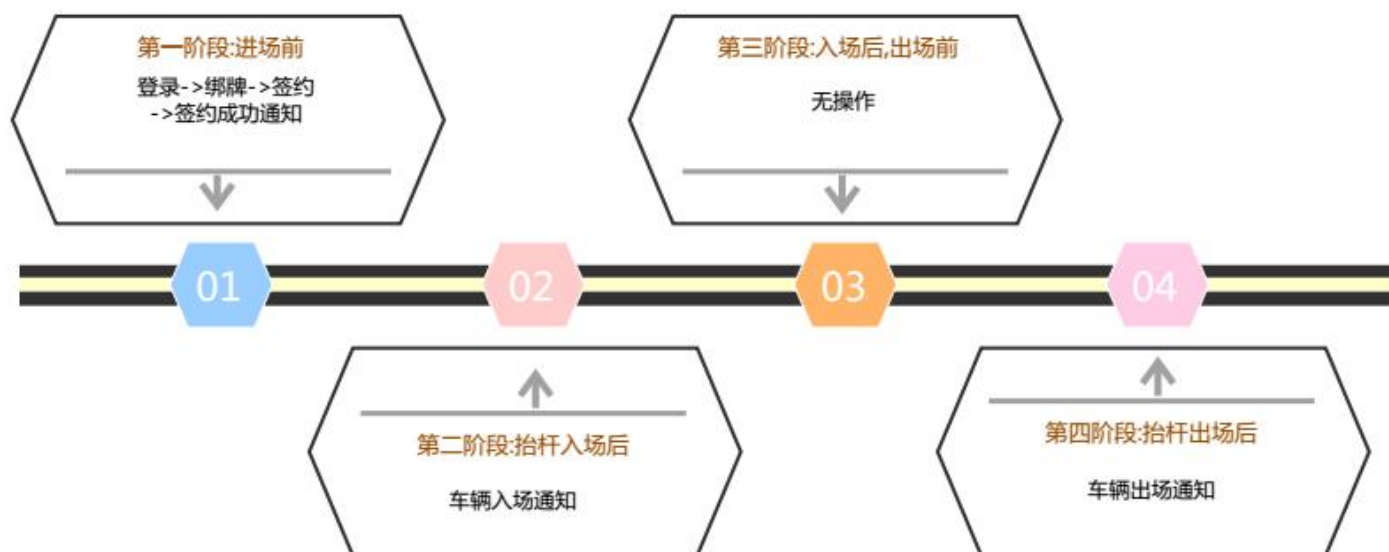 第一阶段:进场前
登录->绑牌->签约
->签约成功通知
第三阶段:入场后,出场前
无操作
01
02
03
04
第二阶段:抬杆入场后
车辆入场通知
第四阶段:抬杆出场后
车辆出场通知